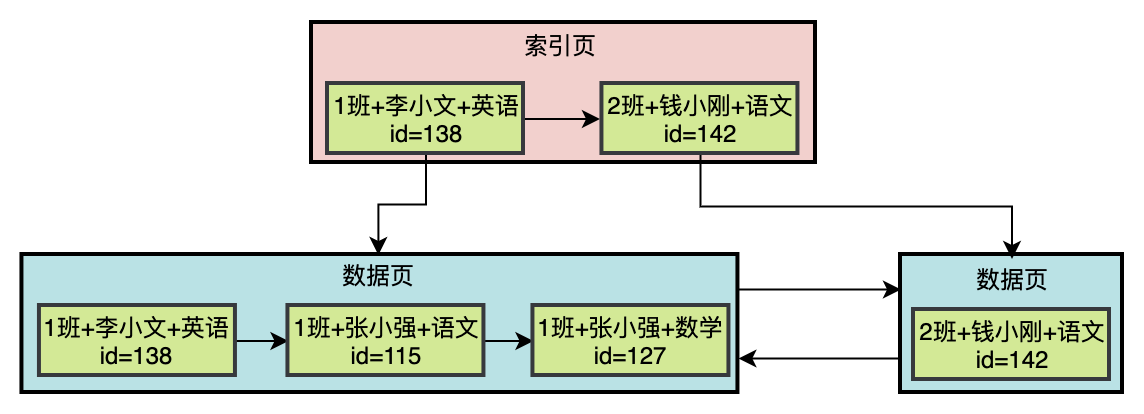 索引页
1班+李小文+英语
id=138
2班+钱小刚+语文
id=142
数据页
1班+李小文+英语
id=138
1班+张小强+语文
id=115
1班+张小强+数学
id=127
数据页
2班+钱小刚+语文
id=142